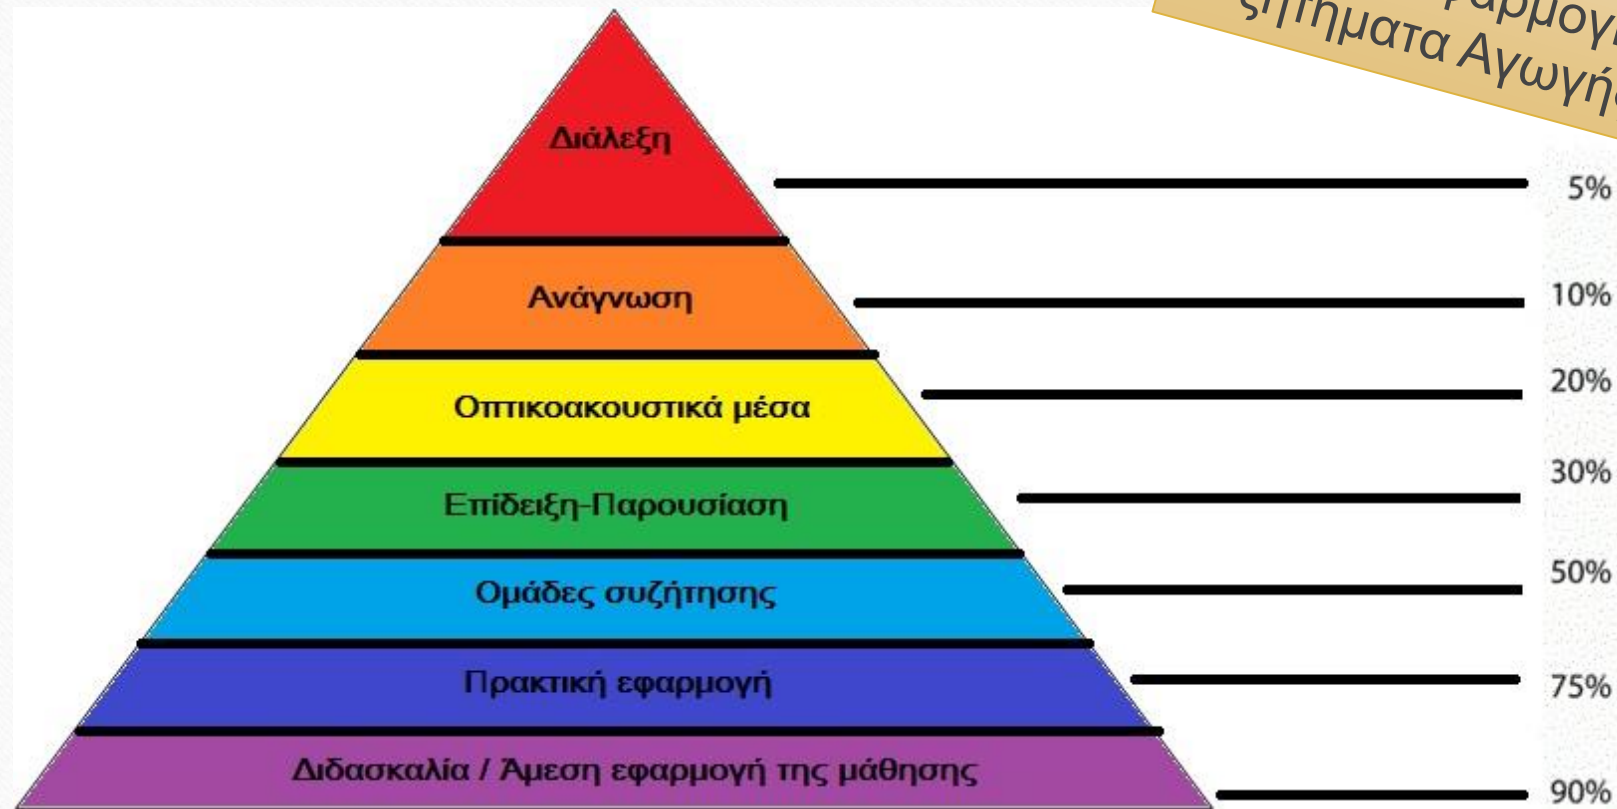 ζητήματα Αγωγής
Διάλεξη
5%
Ανάγνωση
10%
Οπτικοακουστικά μέσα
20%
Επίδειξη-Παρουσίαση
30%
Ομάδες συζήτησης
50%
Πρακτική εφαρμογή
75%
Διδασκαλία / Άμεση εφαρμογή της μάθησης
90%